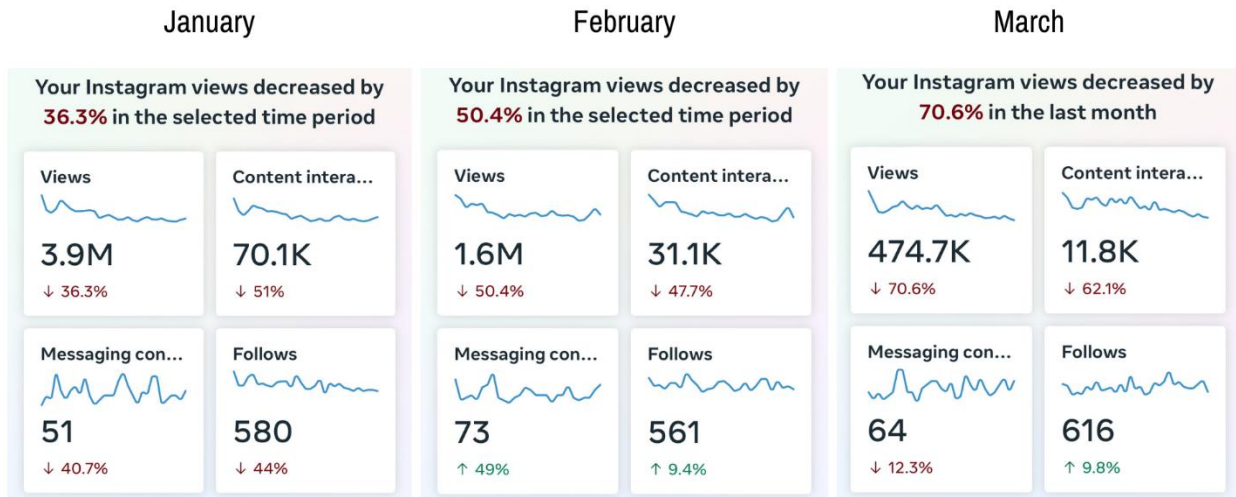 January
February
March
Your Instagram views decreased by
36.3% in the selected time period
Views
Content intera...
3.9M
70.1K
↓ 36.3%
↓ 51%
Messaging con...
Follows
51
580
↓ 40.7%
↓ 44%
Your Instagram views decreased by
50.4% in the selected time period
Views
Content intera...
1.6M
31.1K
↓ 50.4%
↓ 47.7%
Messaging con...
Follows
73
561
↑ 49%
↑ 9.4%
Your Instagram views decreased by
70.6% in the last month
Views
Content intera...
474.7K
11.8K
↓ 70.6%
↓ 62.1%
Messaging con...
Follows
64
616
↓ 12.3%
↑ 9.8%